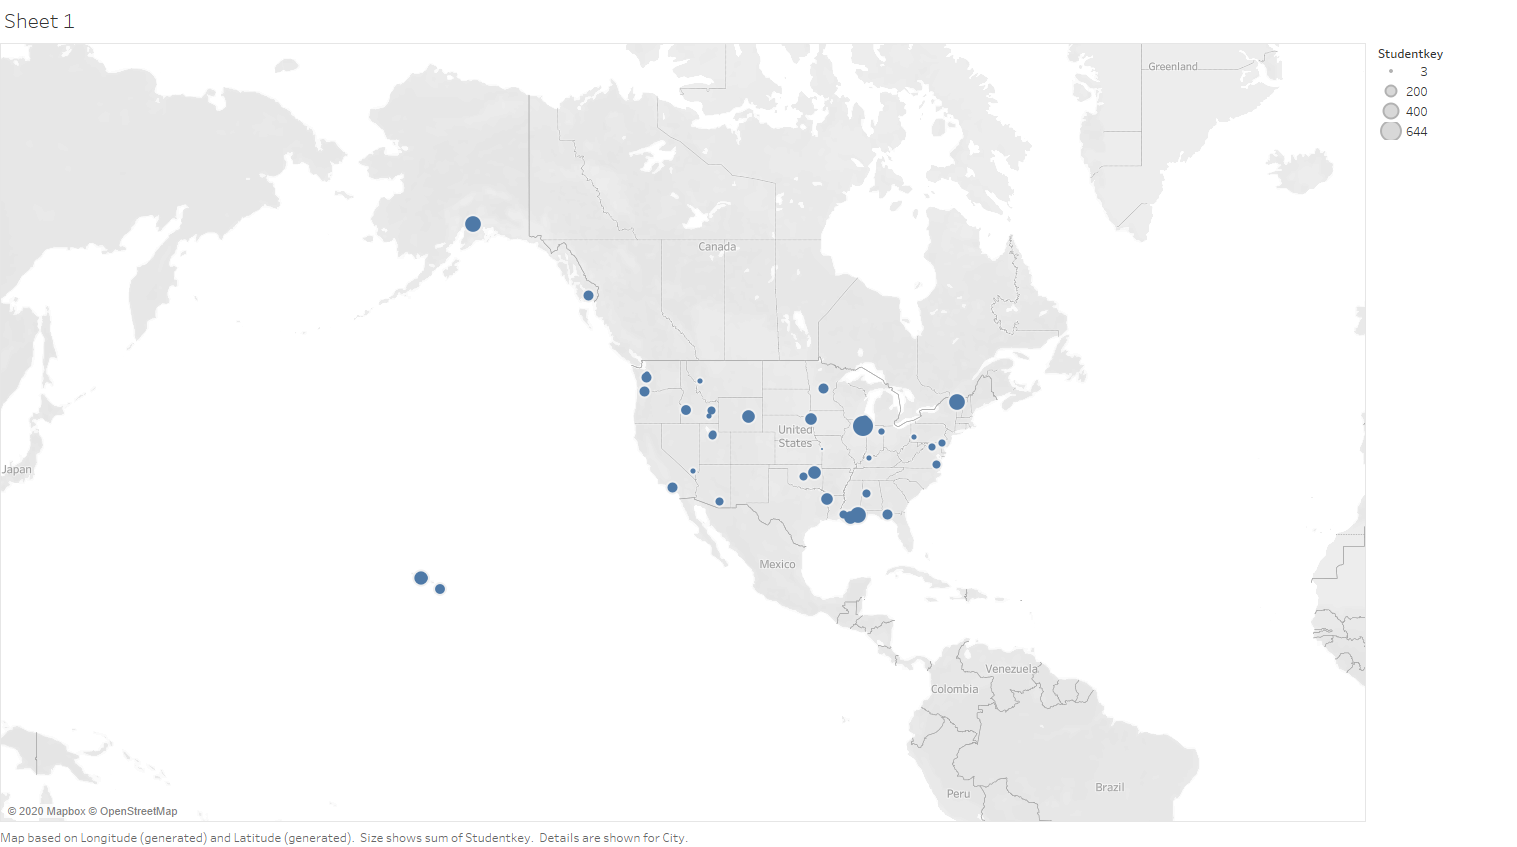 Sheet 1
Studentkey
3
200
400
644
Greenland
Canada
United
States
Japan
Mexico
Venezuela
Colombia
Peru
Brazil
© 2020 Mapbox © OpenStreetMap
Map based on Longitude (generated) and Latitude (generated).  Size shows sum of Studentkey.  Details are shown for City.